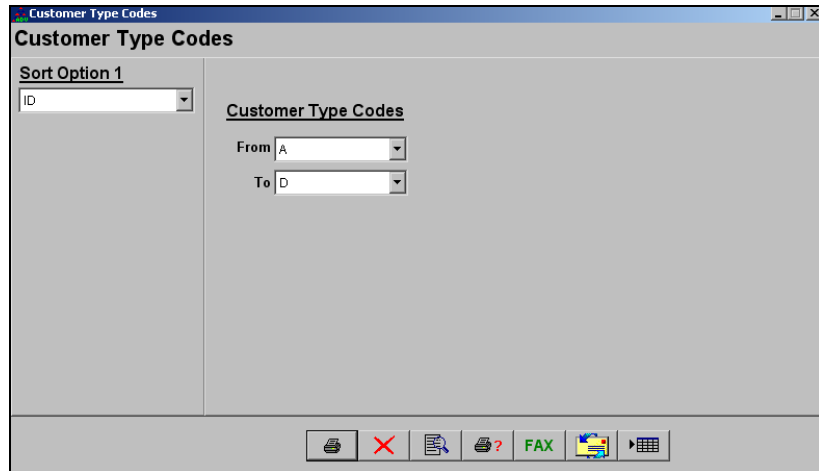 Customer Type Codes
Customer Type Codes
Sort Option 1
ID
Customer Type Codes
From A
To D
? FAX